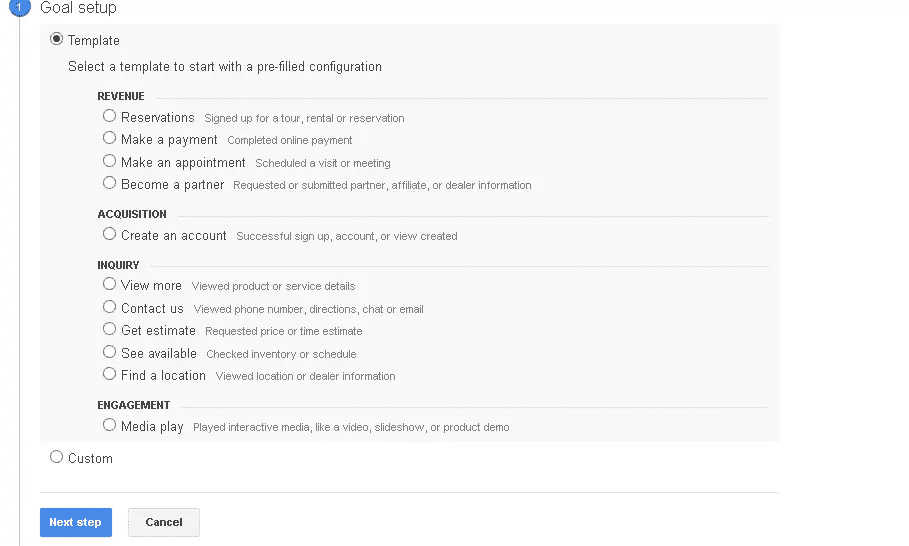 1 Goal setup
Template
Select a template to start with a pre-filled configuration
REVENUE
Reservations Signed up for a tour, rental or reservation
Make a payment Completed online payment
Make an appointment Scheduled a visit or meeting
Become a partner Requested or submitted partner, affiliate, or dealer information
ACQUISITION
Create an account Successful sign up, account, or view created
INQUIRY
View more Viewed product or service details
Contact us Viewed phone number, directions, chat or email
Get estimate Requested price or time estimate
See available Checked inventory or schedule
Find a location Viewed location or dealer information
ENGAGEMENT
Media play Played interactive media, like a video, slideshow, or product demo
Custom
Next step Cancel